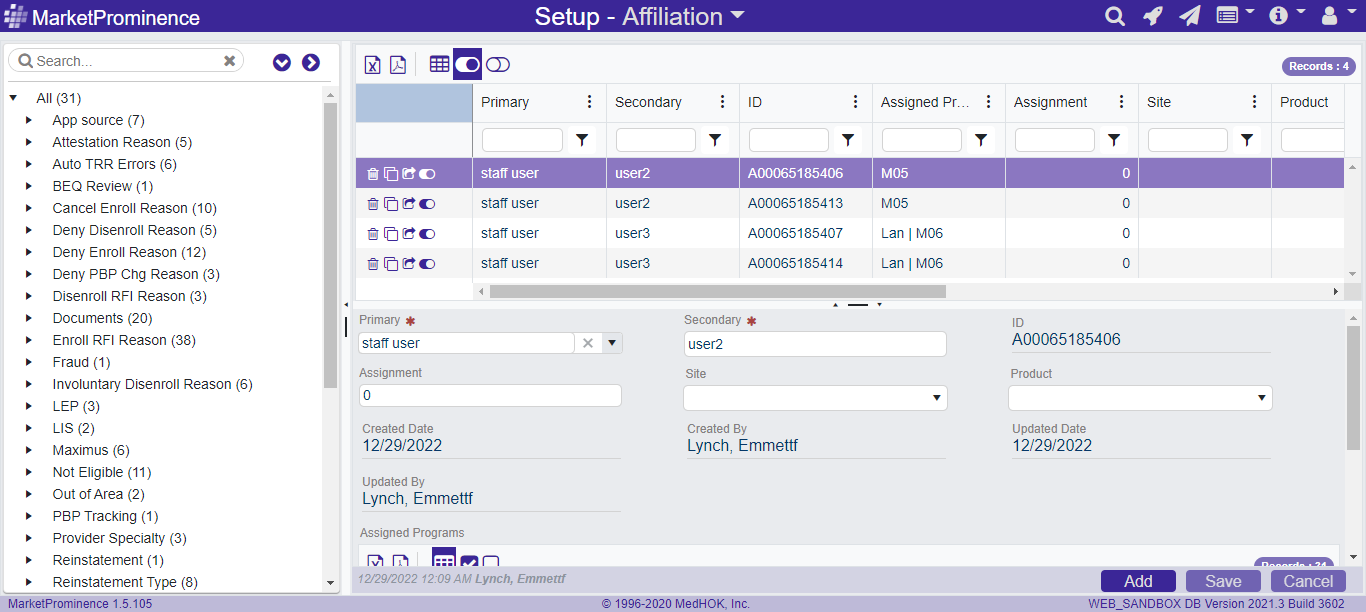 MarketProminence
Setup - Affiliation
Search...
All (31)
App source (7)
Attestation Reason (5)
Auto TRR Errors (6)
BEQ Review (1)
Cancel Enroll Reason (10)
Deny Disenroll Reason (5)
Deny Enroll Reason (12)
Deny PBP Chg Reason (3)
Disenroll RFI Reason (3)
Documents (20)
Enroll RFI Reason (38)
Fraud (1)
Involuntary Disenroll Reason (6)
LEP (3)
LIS (2)
Maximus (6)
Not Eligible (11)
Out of Area (2)
PBP Tracking (1)
Provider Specialty (3)
Reinstatement (1)
Reinstatement Type (8)
Records : 4
Primary Secondary ID Assigned Pr... Assignment Site Product
staff user user2 A00065185406 M05 0
staff user user2 A00065185413 M05 0
staff user user3 A00065185407 Lan | M06 0
staff user user3 A00065185414 Lan | M06 0
Primary * Secondary * ID
staff user user2 A00065185406
Assignment Site Product
0
Created Date Created By Updated Date
12/29/2022 Lynch, Emmettf 12/29/2022
Updated By
Lynch, Emmettf
Assigned Programs
Records : 24
12/29/2022 12:09 AM Lynch, Emmettf
Add Save Cancel
MarketProminence 1.5.105 © 1996-2020 MedHOK, Inc. WEB_SANDBOX DB Version 2021.3 Build 3602